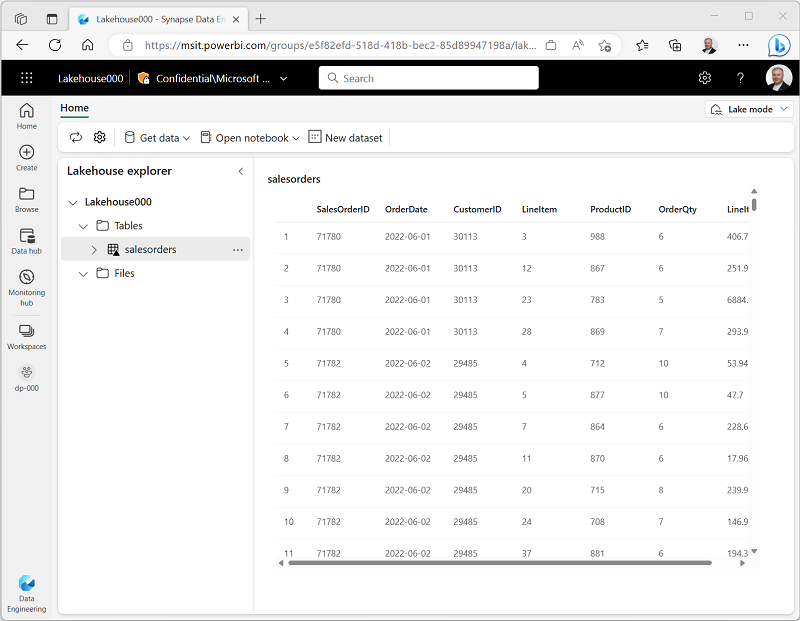 Lakehouse000 - Synapse Data En
https://msit.powerbi.com/groups/e5f82efd-518d-418b-bec2-85d89947198a/lak...
Lakehouse000 Confidential\Microsoft ... Search ?
Home
Lake mode
Get data Open notebook New dataset
Home
Create
Browse
Data hub
Monitoring
hub
Workspaces
dp-000
Data
Engineering
Lakehouse explorer
Lakehouse000
Tables
salesorders ...
Files
salesorders
SalesOrderID OrderDate CustomerID LineItem ProductID OrderQty LineIt
1 71780 2022-06-01 30113 3 988 6 406.7
2 71780 2022-06-01 30113 12 867 6 251.9
3 71780 2022-06-01 30113 23 783 5 6884.
4 71780 2022-06-01 30113 28 869 7 293.9
5 71782 2022-06-02 29485 4 712 10 53.94
6 71782 2022-06-02 29485 5 877 10 47.7
7 71782 2022-06-02 29485 7 864 6 228.6
8 71782 2022-06-02 29485 11 870 6 17.96
9 71782 2022-06-02 29485 20 715 8 239.9
10 71782 2022-06-02 29485 24 708 7 146.9
11 71782 2022-06-02 29485 37 881 6 194.3